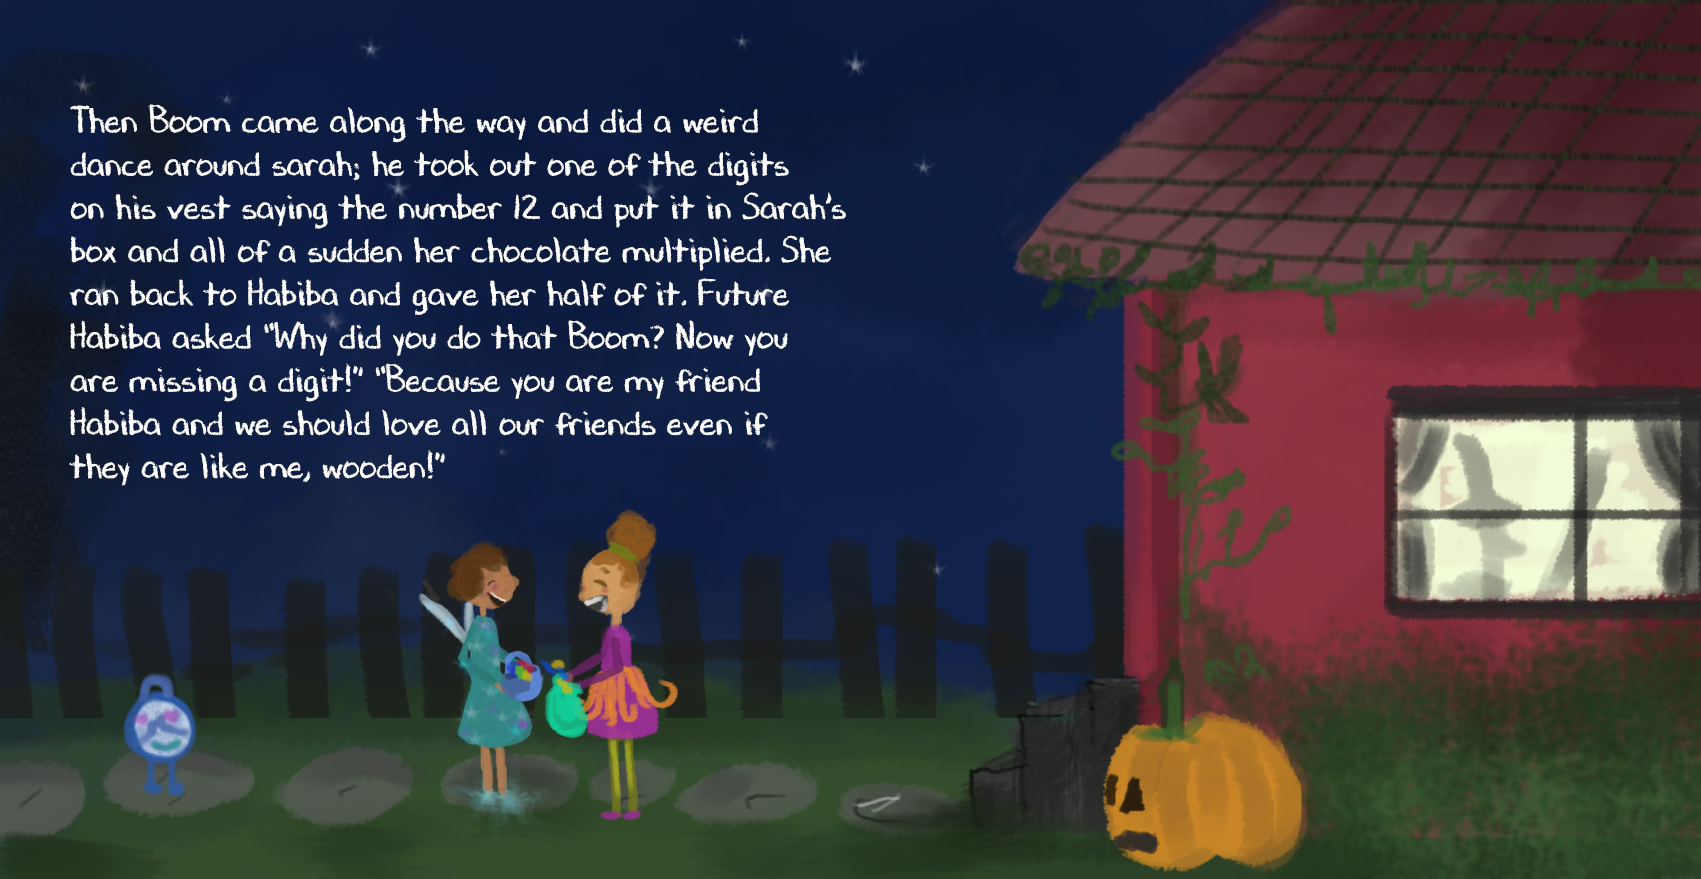 Then Boom came along the way and did a weird
dance around sarah; he took out one of the digits
on his vest saying the number 12 and put it in Sarah's
box and all of a sudden her chocolate multiplied. She
ran back to Habiba and gave her half of it. Future
Habiba asked "Why did you do that Boom? Now you
are missing a digit!" "Because you are my friend
Habiba and we should love all our friends even if
they are like me, wooden!"